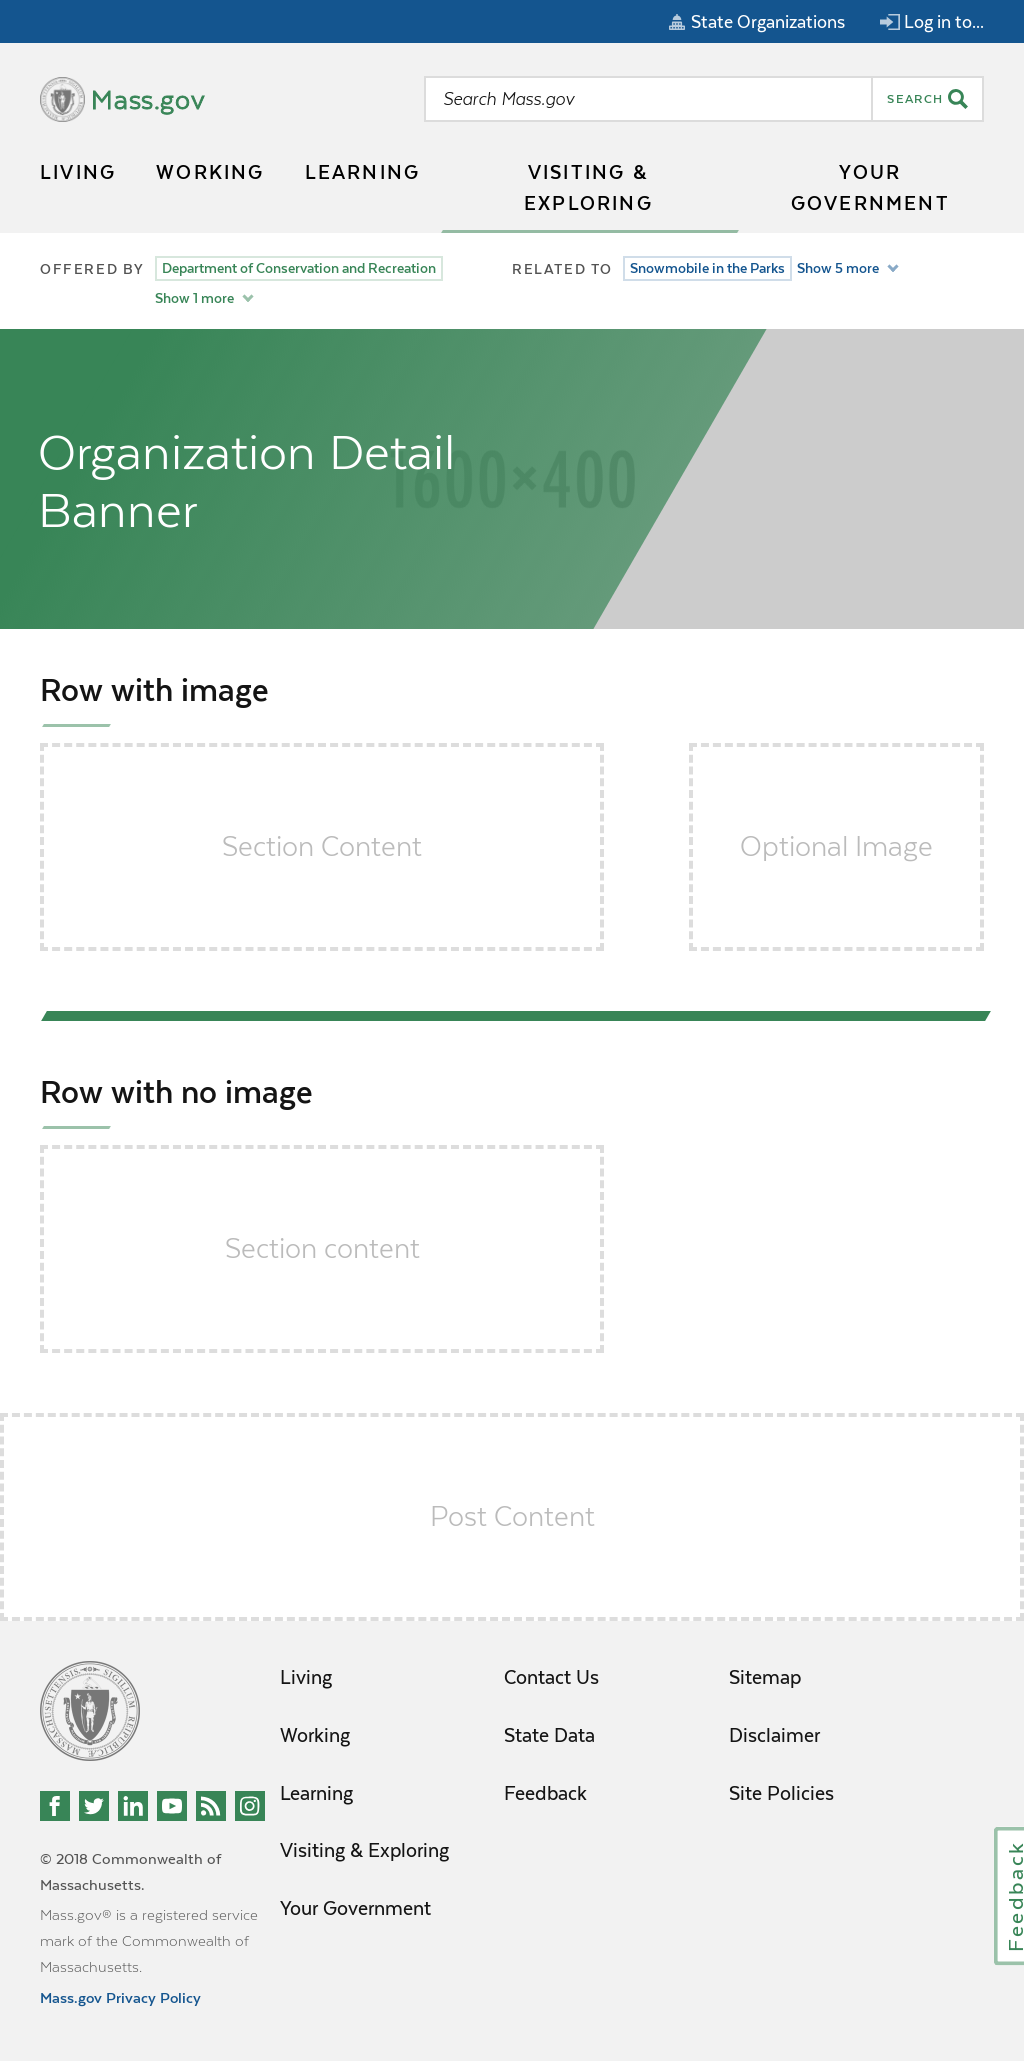 State Organizations
Log in to...
Mass.gov
Search Mass.gov
SEARCH
LIVING
WORKING
LEARNING
VISITING &
EXPLORING
YOUR
GOVERNMENT
OFFERED BY
Department of Conservation and Recreation
Show 1 more
RELATED TO
Snowmobile in the Parks
Show 5 more
Organization Detail
Banner
1600×400
Row with image
Section Content
Optional Image
Row with no image
Section content
Post Content
Living
Working
Learning
Visiting & Exploring
Your Government
Contact Us
State Data
Feedback
Sitemap
Disclaimer
Site Policies
© 2018 Commonwealth of
Massachusetts.
Mass.gov® is a registered service
mark of the Commonwealth of
Massachusetts.
Mass.gov Privacy Policy
Feedback